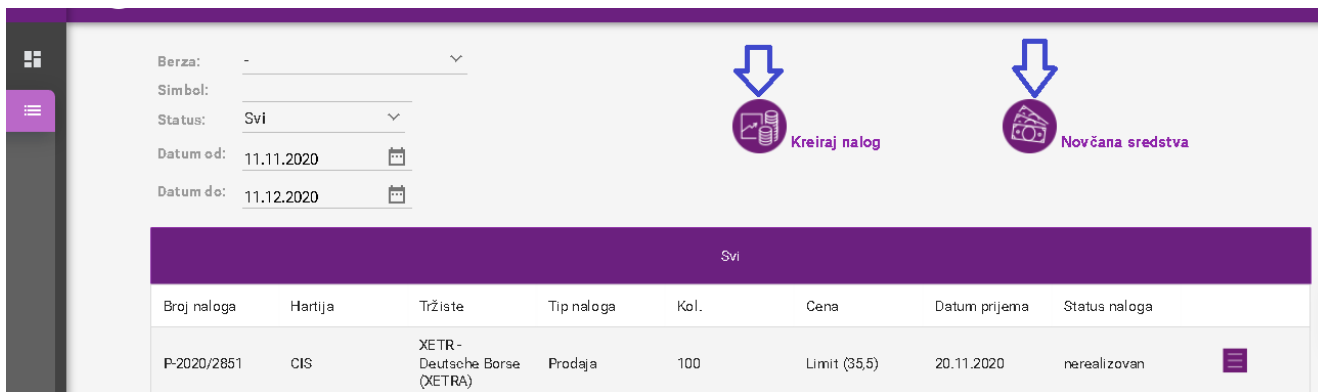 Berza: -
Simbol:
Status: Svi
Datum od: 11.11.2020
Datum do: 11.12.2020
Kreiraj nalog
Novčana sredstva
Svi
Broj naloga Hartija Tržiste Tip naloga Kol. Cena Datum prijema Status naloga
XETR -
P-2020/2851 CIS Deutsche Borse Prodaja 100 Limit (35,5) 20.11.2020 nerealizovan
(XETRA)